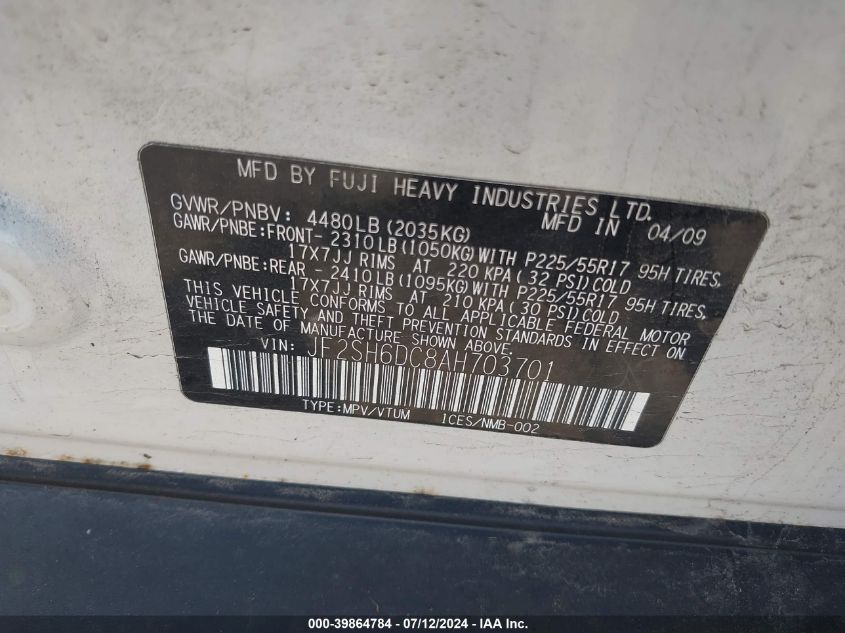 MFD BY FUJI HEAVY INDUSTRIES LTD.
GVWR/PNBV: 4480LB (2035KG) MFD IN 04/09
GAWR/PNBE:FRONT- 2310LB (1050KG) WITH P225/55R17 95H TIRES,
17X7JJ RIMS AT 220 KPA ( 32 PSI) COLD
GAWR/PNBE:REAR - 2410LB (1095KG) WITH P225/55R17 95H TIRES,
17X7JJ RIMS AT 210 KPA ( 30 PSI) COLD
THIS VEHICLE CONFORMS TO ALL APPLICABLE FEDERAL MOTOR
VEHICLE SAFETY AND THEFT PREVENTION STANDARDS IN EFFECT ON
THE DATE OF MANUFACTURE SHOWN ABOVE.
VIN: JF2SH6DC8AH703701
TYPE:MPV/VTUM ICES/NMB-002
000-39864784 - 07/12/2024 - IAA, Inc.